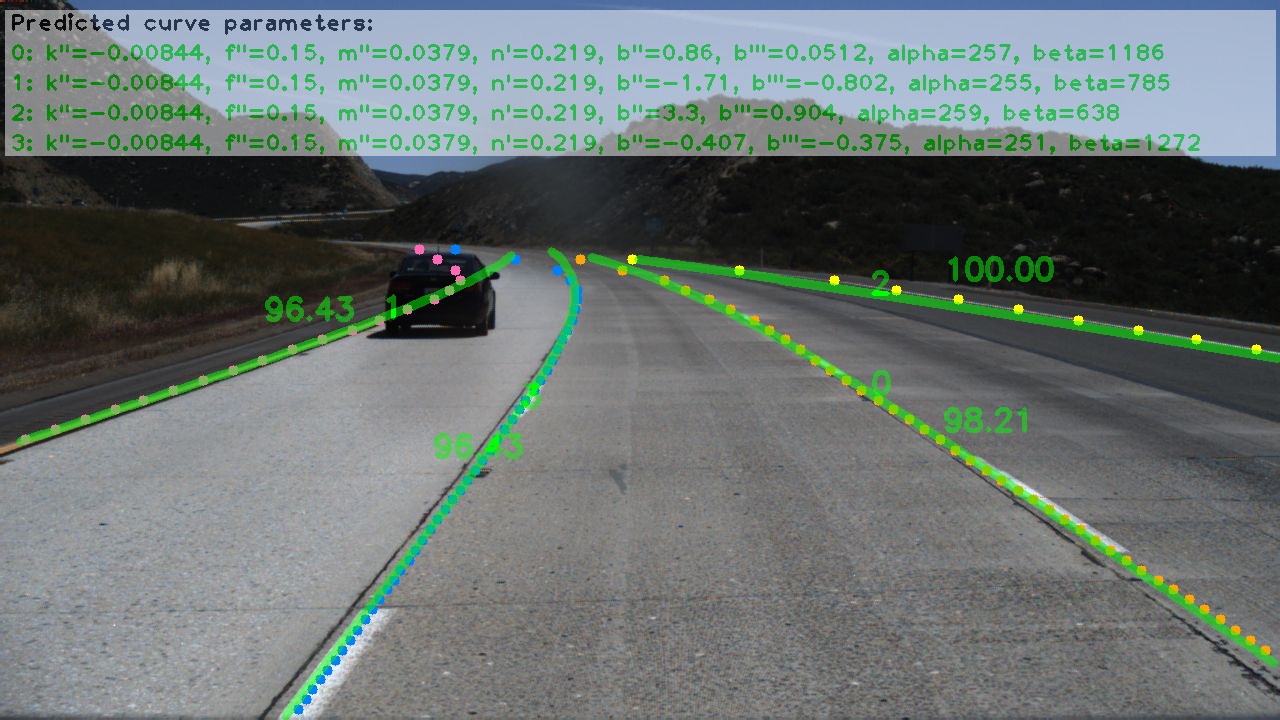 Predicted curve parameters:
0: k''=-0.00844, f''=0.15, m''=0.0379, n'=0.219, b''=0.86, b'''=0.0512, alpha=257, beta=1186
1: k''=-0.00844, f''=0.15, m''=0.0379, n'=0.219, b''=-1.71, b'''=-0.802, alpha=255, beta=785
2: k''=-0.00844, f''=0.15, m''=0.0379, n'=0.219, b''=3.3, b'''=0.904, alpha=259, beta=638
3: k''=-0.00844, f''=0.15, m''=0.0379, n'=0.219, b''=-0.407, b'''=-0.375, alpha=251, beta=1272
2 100.00
96.43 1
0
98.21
96.43